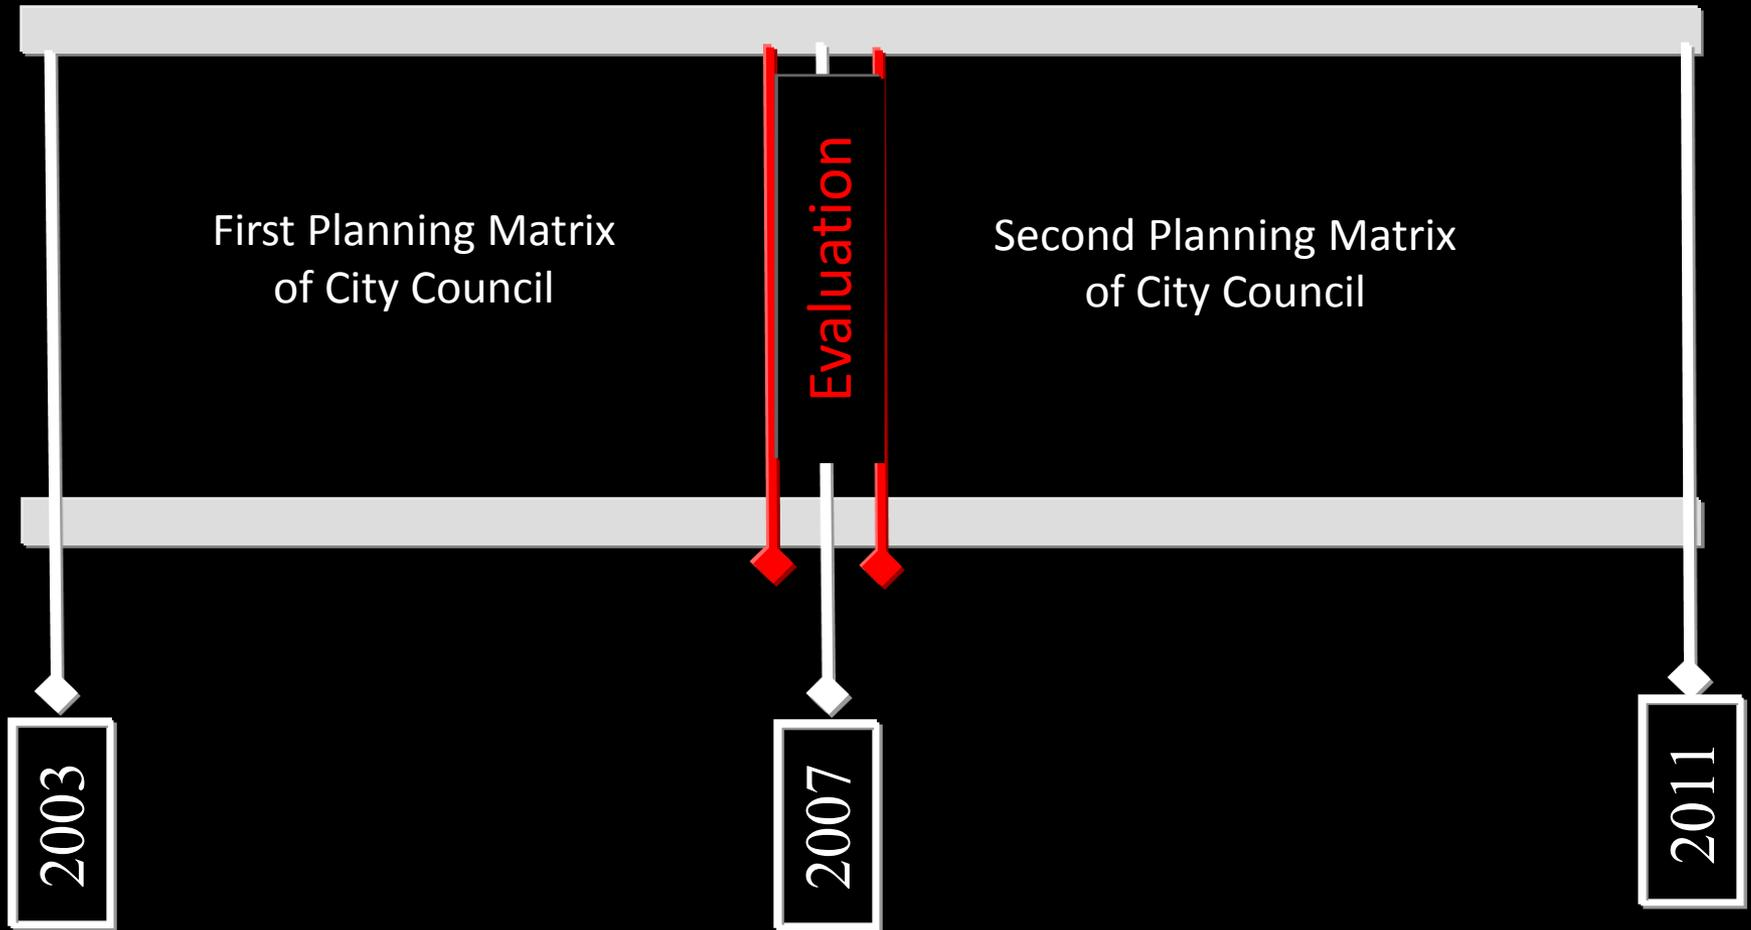 First Planning Matrix
of City Council
Evaluation
Second Planning Matrix
of City Council
2003
2007
2011